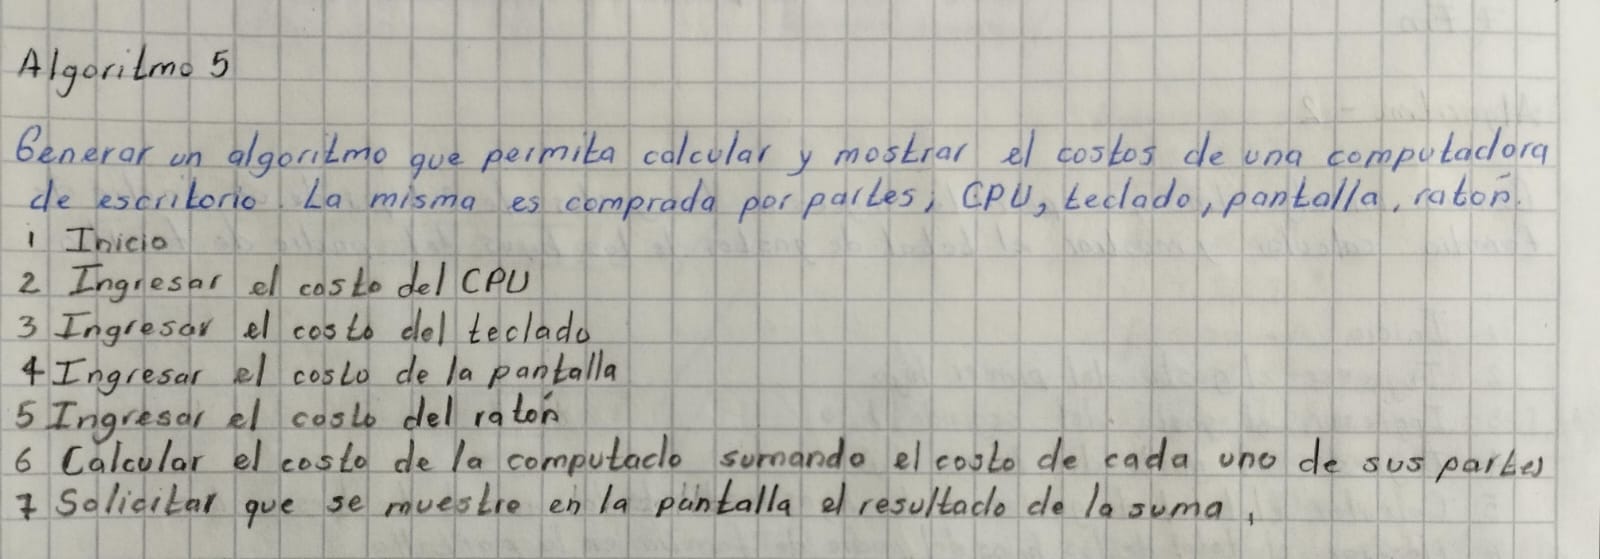 Algoritmo 5
Generar un algoritmo que permita calcular y mostrar el costos de una computadora
de escritorio. La misma es comprada por partes; CPU, teclado, pantalla, ratón.
1 Inicio
2 Ingresar el costo del CPU
3 Ingresar el costo del teclado
4 Ingresar el costo de la pantalla
5 Ingresar el costo del ratón
6 Calcular el costo de la computado sumando el costo de cada uno de sus partes
7 Solicitar que se muestre en la pantalla el resultado de la suma,